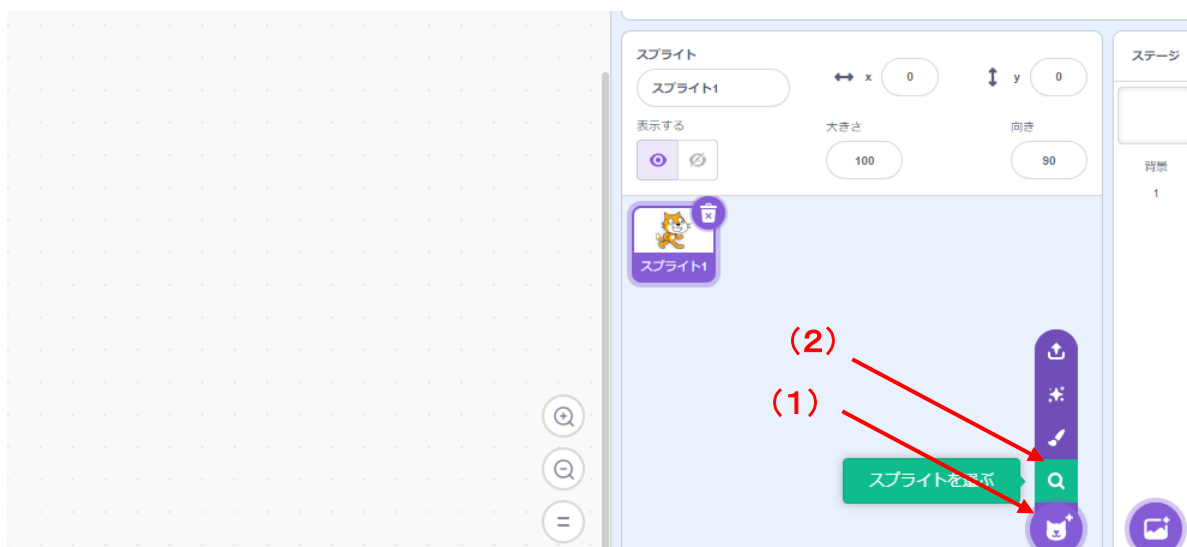 スプライト
ステージ
スプライト1
x 0
y 0
表示する
大きさ
向き
100
90
背景
1
スプライト1
（2）
（1）
スプライトを選ぶ